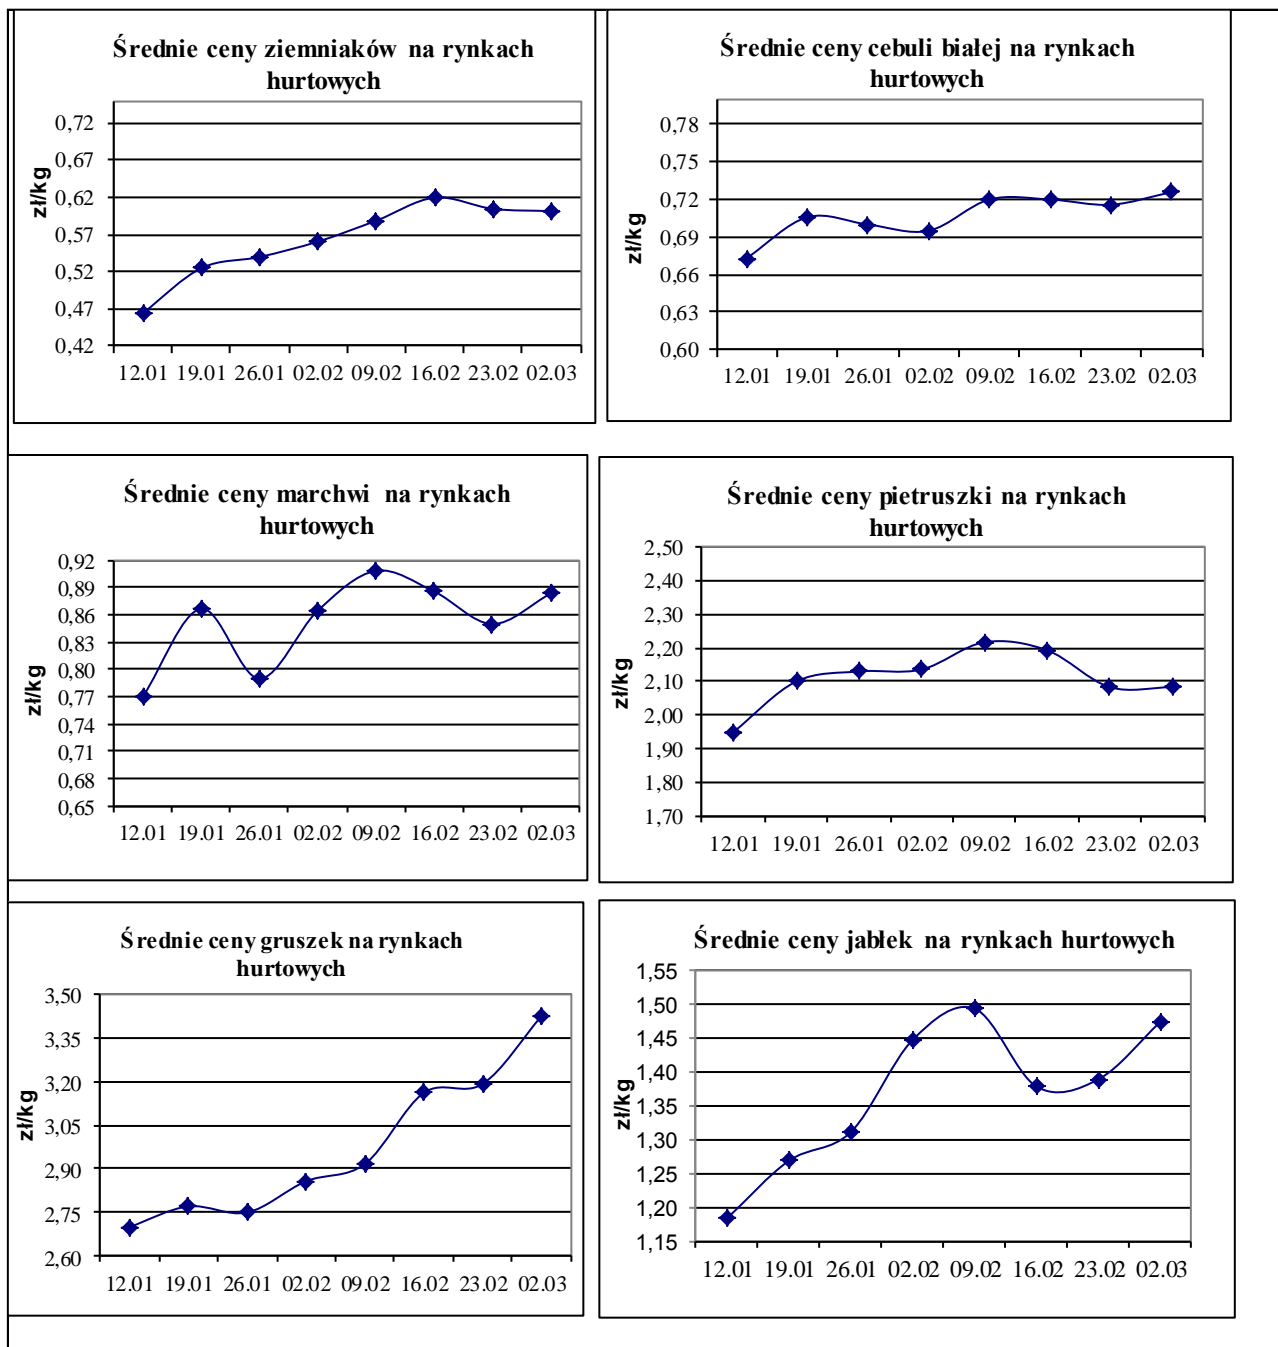 Średnie ceny ziemniaków na rynkach
hurtowych
zł/kg
0,72
0,67
0,62
0,57
0,52
0,47
0,42
12.01 19.01 26.01 02.02 09.02 16.02 23.02 02.03
Średnie ceny cebuli białej na rynkach
hurtowych
zł/kg
0,78
0,75
0,72
0,69
0,66
0,63
0,60
12.01 19.01 26.01 02.02 09.02 16.02 23.02 02.03
Średnie ceny marchwi na rynkach
hurtowych
zł/kg
0,92
0,89
0,86
0,83
0,80
0,77
0,74
0,71
0,68
0,65
12.01 19.01 26.01 02.02 09.02 16.02 23.02 02.03
Średnie ceny pietruszki na rynkach
hurtowych
zł/kg
2,50
2,40
2,30
2,20
2,10
2,00
1,90
1,80
1,70
12.01 19.01 26.01 02.02 09.02 16.02 23.02 02.03
Średnie ceny gruszek na rynkach
hurtowych
zł/kg
3,50
3,35
3,20
3,05
2,90
2,75
2,60
12.01 19.01 26.01 02.02 09.02 16.02 23.02 02.03
Średnie ceny jabłek na rynkach hurtowych
zł/kg
1,55
1,50
1,45
1,40
1,35
1,30
1,25
1,20
1,15
12.01 19.01 26.01 02.02 09.02 16.02 23.02 02.03